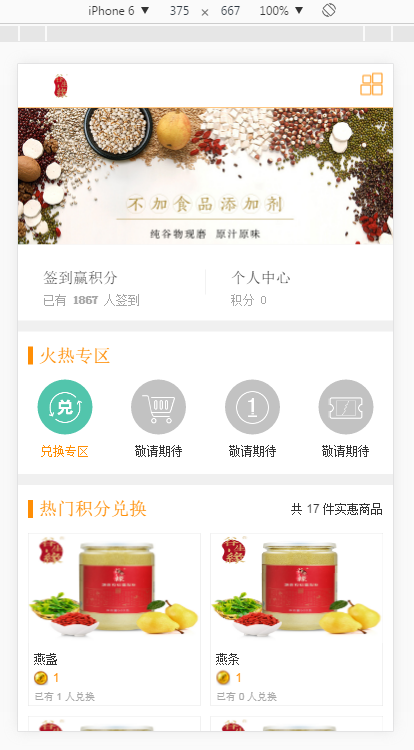 iPhone 6 ▼ 375 × 667 100% ▼
不加食品添加剂
纯谷物现磨 原汁原味
签到赢积分 个人中心
已有 1867 人签到 积分 0
火热专区
兑 1
兑换专区 敬请期待 敬请期待 敬请期待
热门积分兑换 共 17 件实惠商品
燕盏 燕条
1 1
已有 1 人兑换 已有 0 人兑换